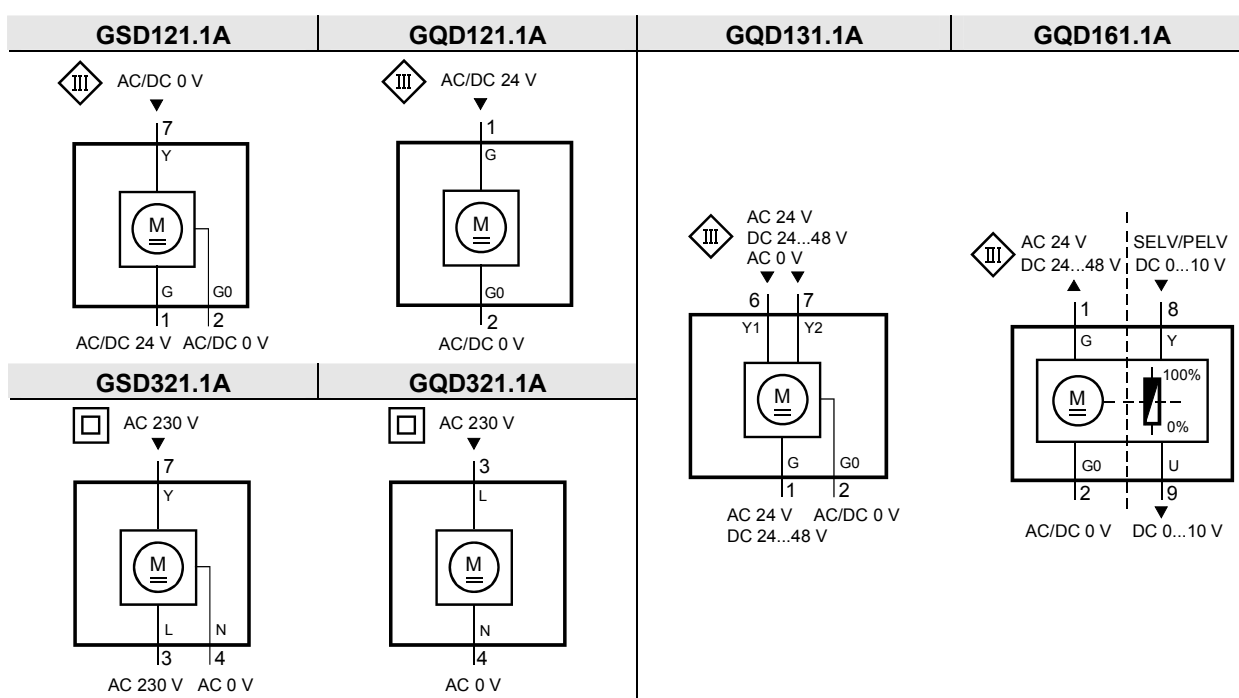 GSD121.1A
GQD121.1A
GQD131.1A
GQD161.1A
III
AC/DC 0 V
7
Y
M
G
G0
1
2
AC/DC 24 V
AC/DC 0 V
III
AC/DC 24 V
1
G
M
G0
2
AC/DC 0 V
III
AC 24 V
DC 24...48 V
AC 0 V
6
7
Y1
Y2
M
G
G0
1
2
AC 24 V
AC/DC 0 V
DC 24...48 V
III
AC 24 V
DC 24...48 V
SELV/PELV
DC 0...10 V
1
8
G
Y
M
100%
0%
G0
U
2
9
AC/DC 0 V
DC 0...10 V
GSD321.1A
GQD321.1A
AC 230 V
7
Y
M
L
N
3
4
AC 230 V
AC 0 V
AC 230 V
3
L
M
N
4
AC 0 V